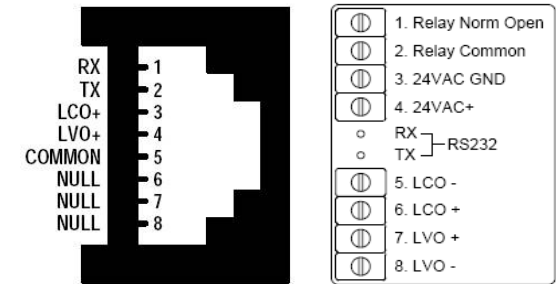 RX 1
TX 2
LCO+ 3
LVO+ 4
COMMON 5
NULL 6
NULL 7
NULL 8
1. Relay Norm Open
2. Relay Common
3. 24VAC GND
4. 24VAC+
RX
RS232
TX
5. LCO -
6. LCO +
7. LVO +
8. LVO -